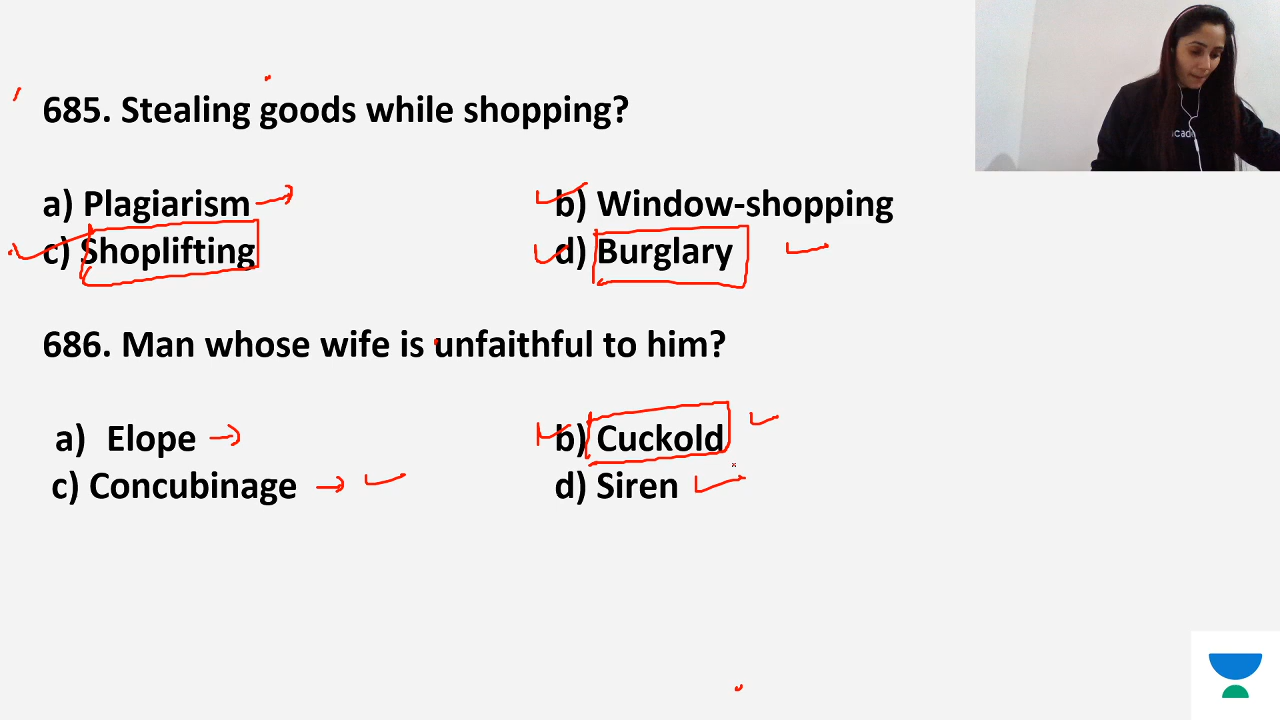 685. Stealing goods while shopping?
a) Plagiarism b) Window-shopping
c) Shoplifting d) Burglary
686. Man whose wife is unfaithful to him?
a) Elope b) Cuckold
c) Concubinage d) Siren